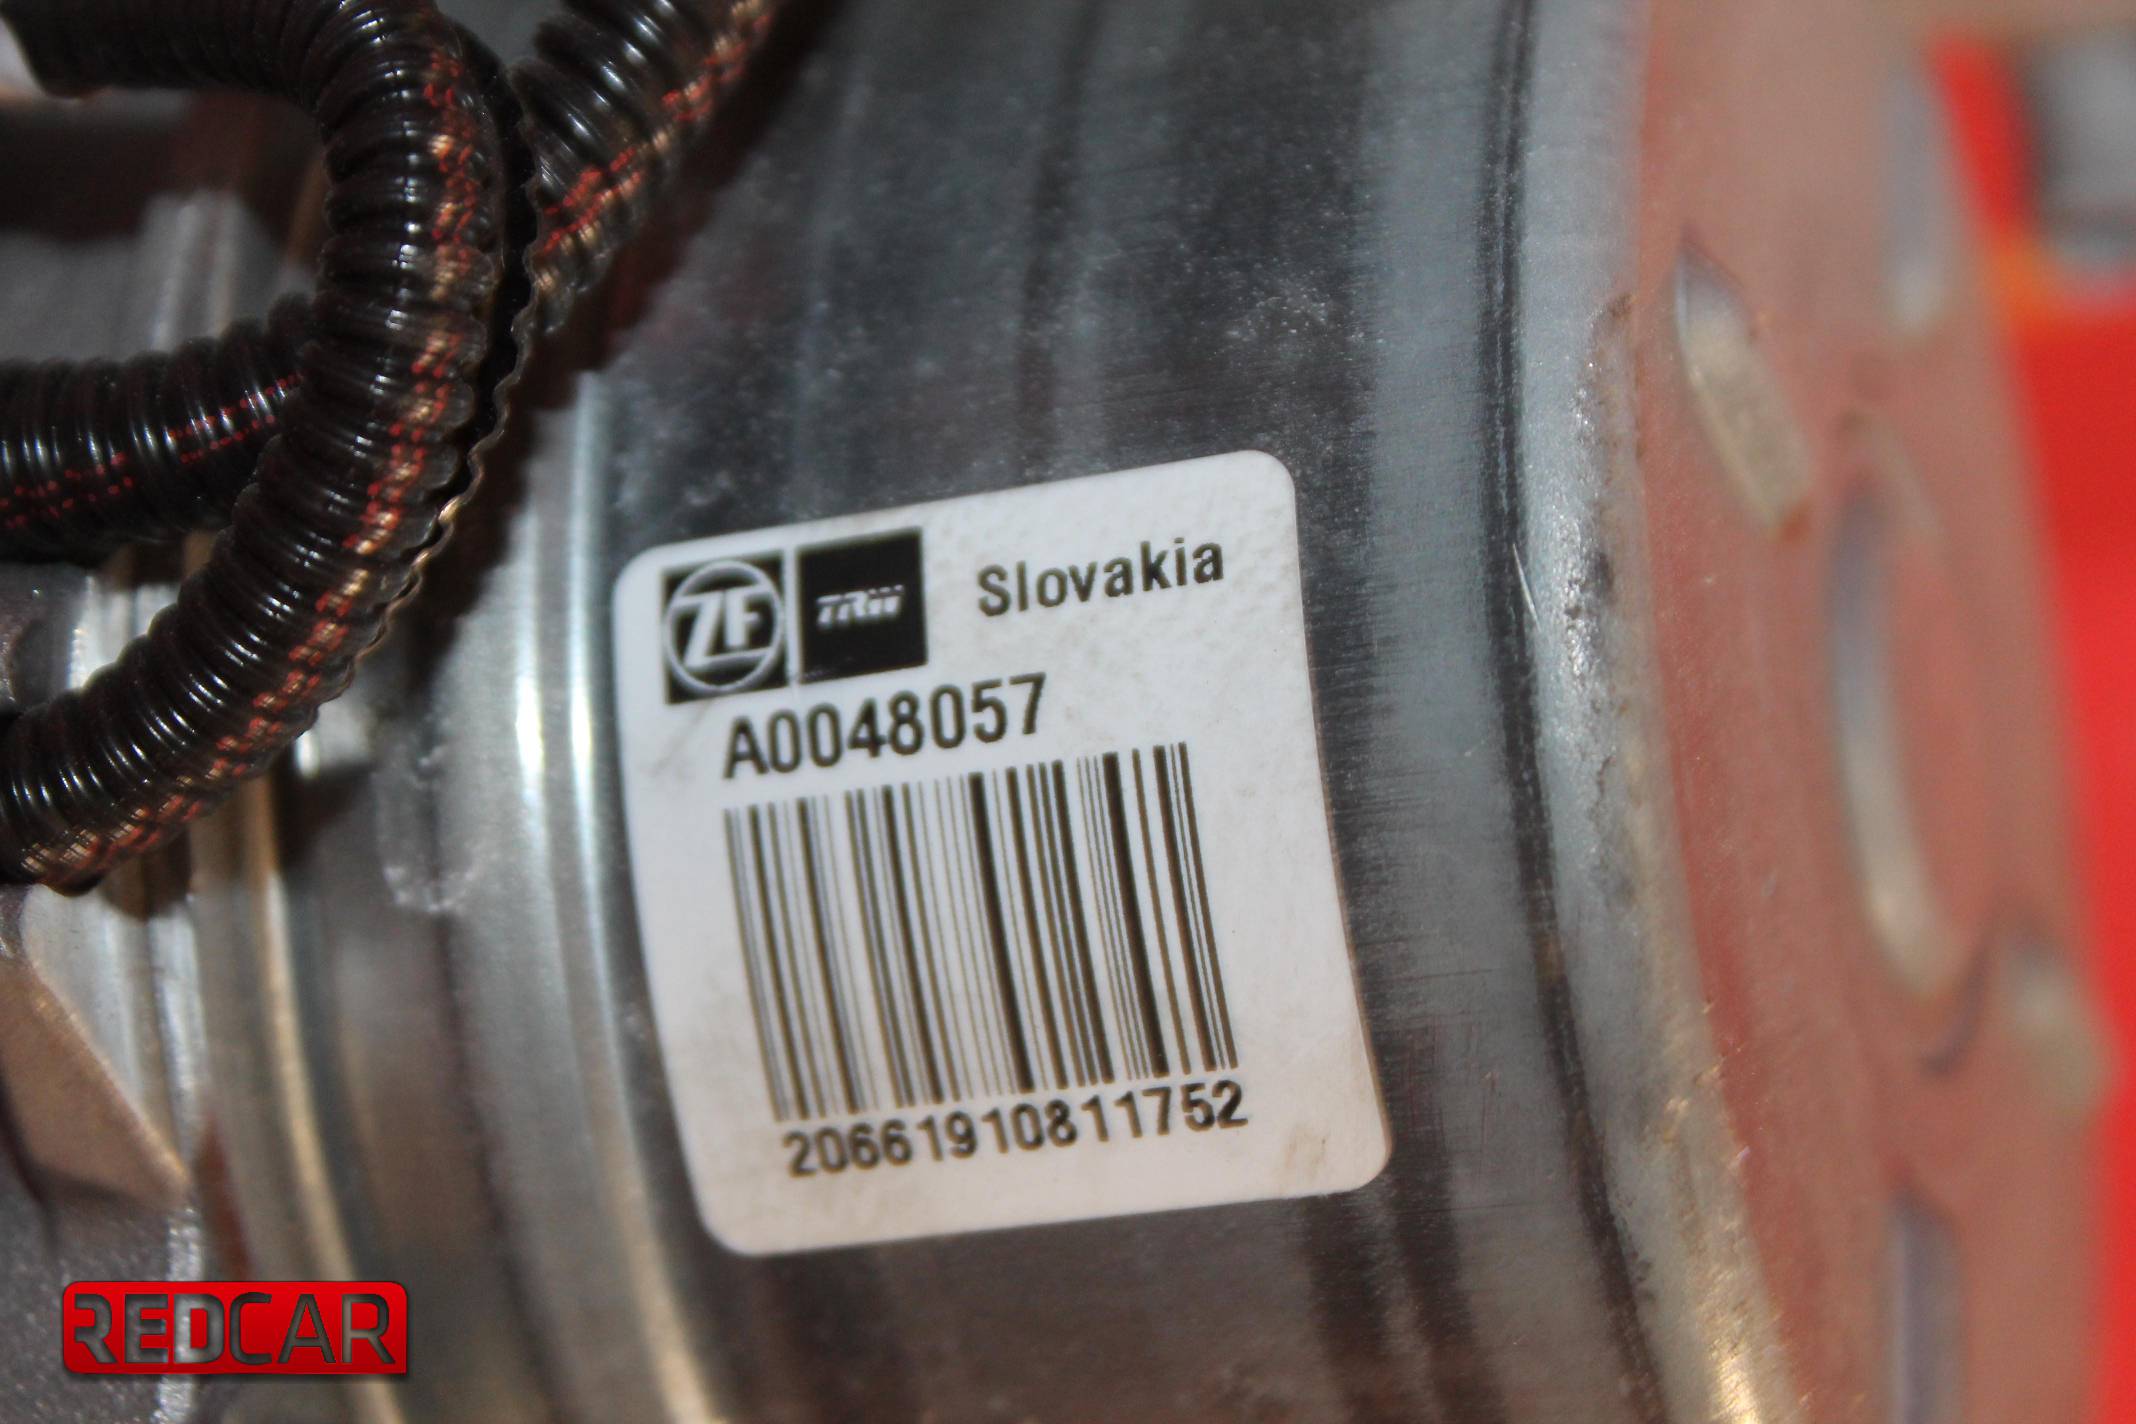 ZF TRW Slovakia
A0048057
20661910811752
REDCAR